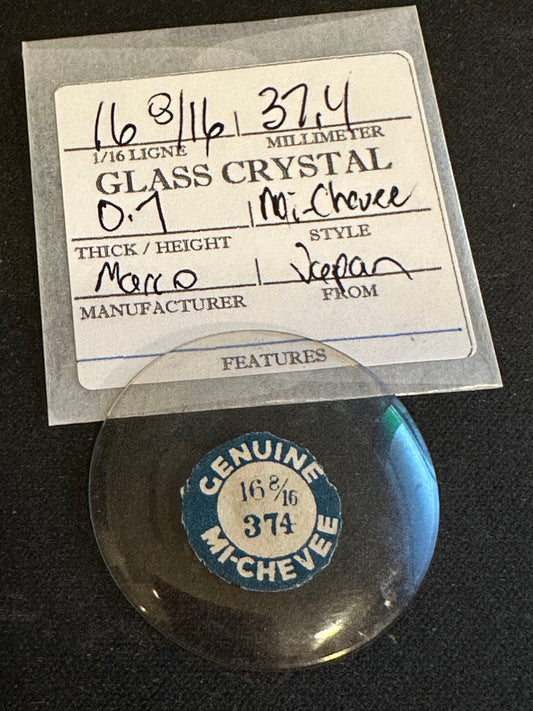 16 8/16 | 37.4
1/16 LIGNE MILLIMETER
GLASS CRYSTAL
0.7 | Mi-Chevee
THICK / HEIGHT STYLE
Marco | Japan
MANUFACTURER FROM
FEATURES
GENUINE
16 8/16
374
MI-CHEVEE